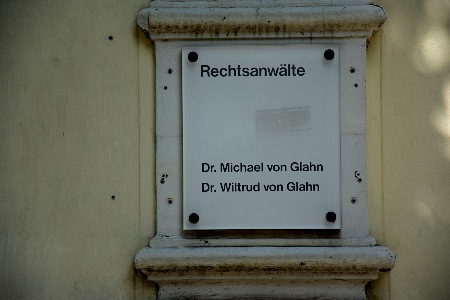 Rechtsanwälte
Dr. Michael von Glahn
Dr. Wiltrud von Glahn